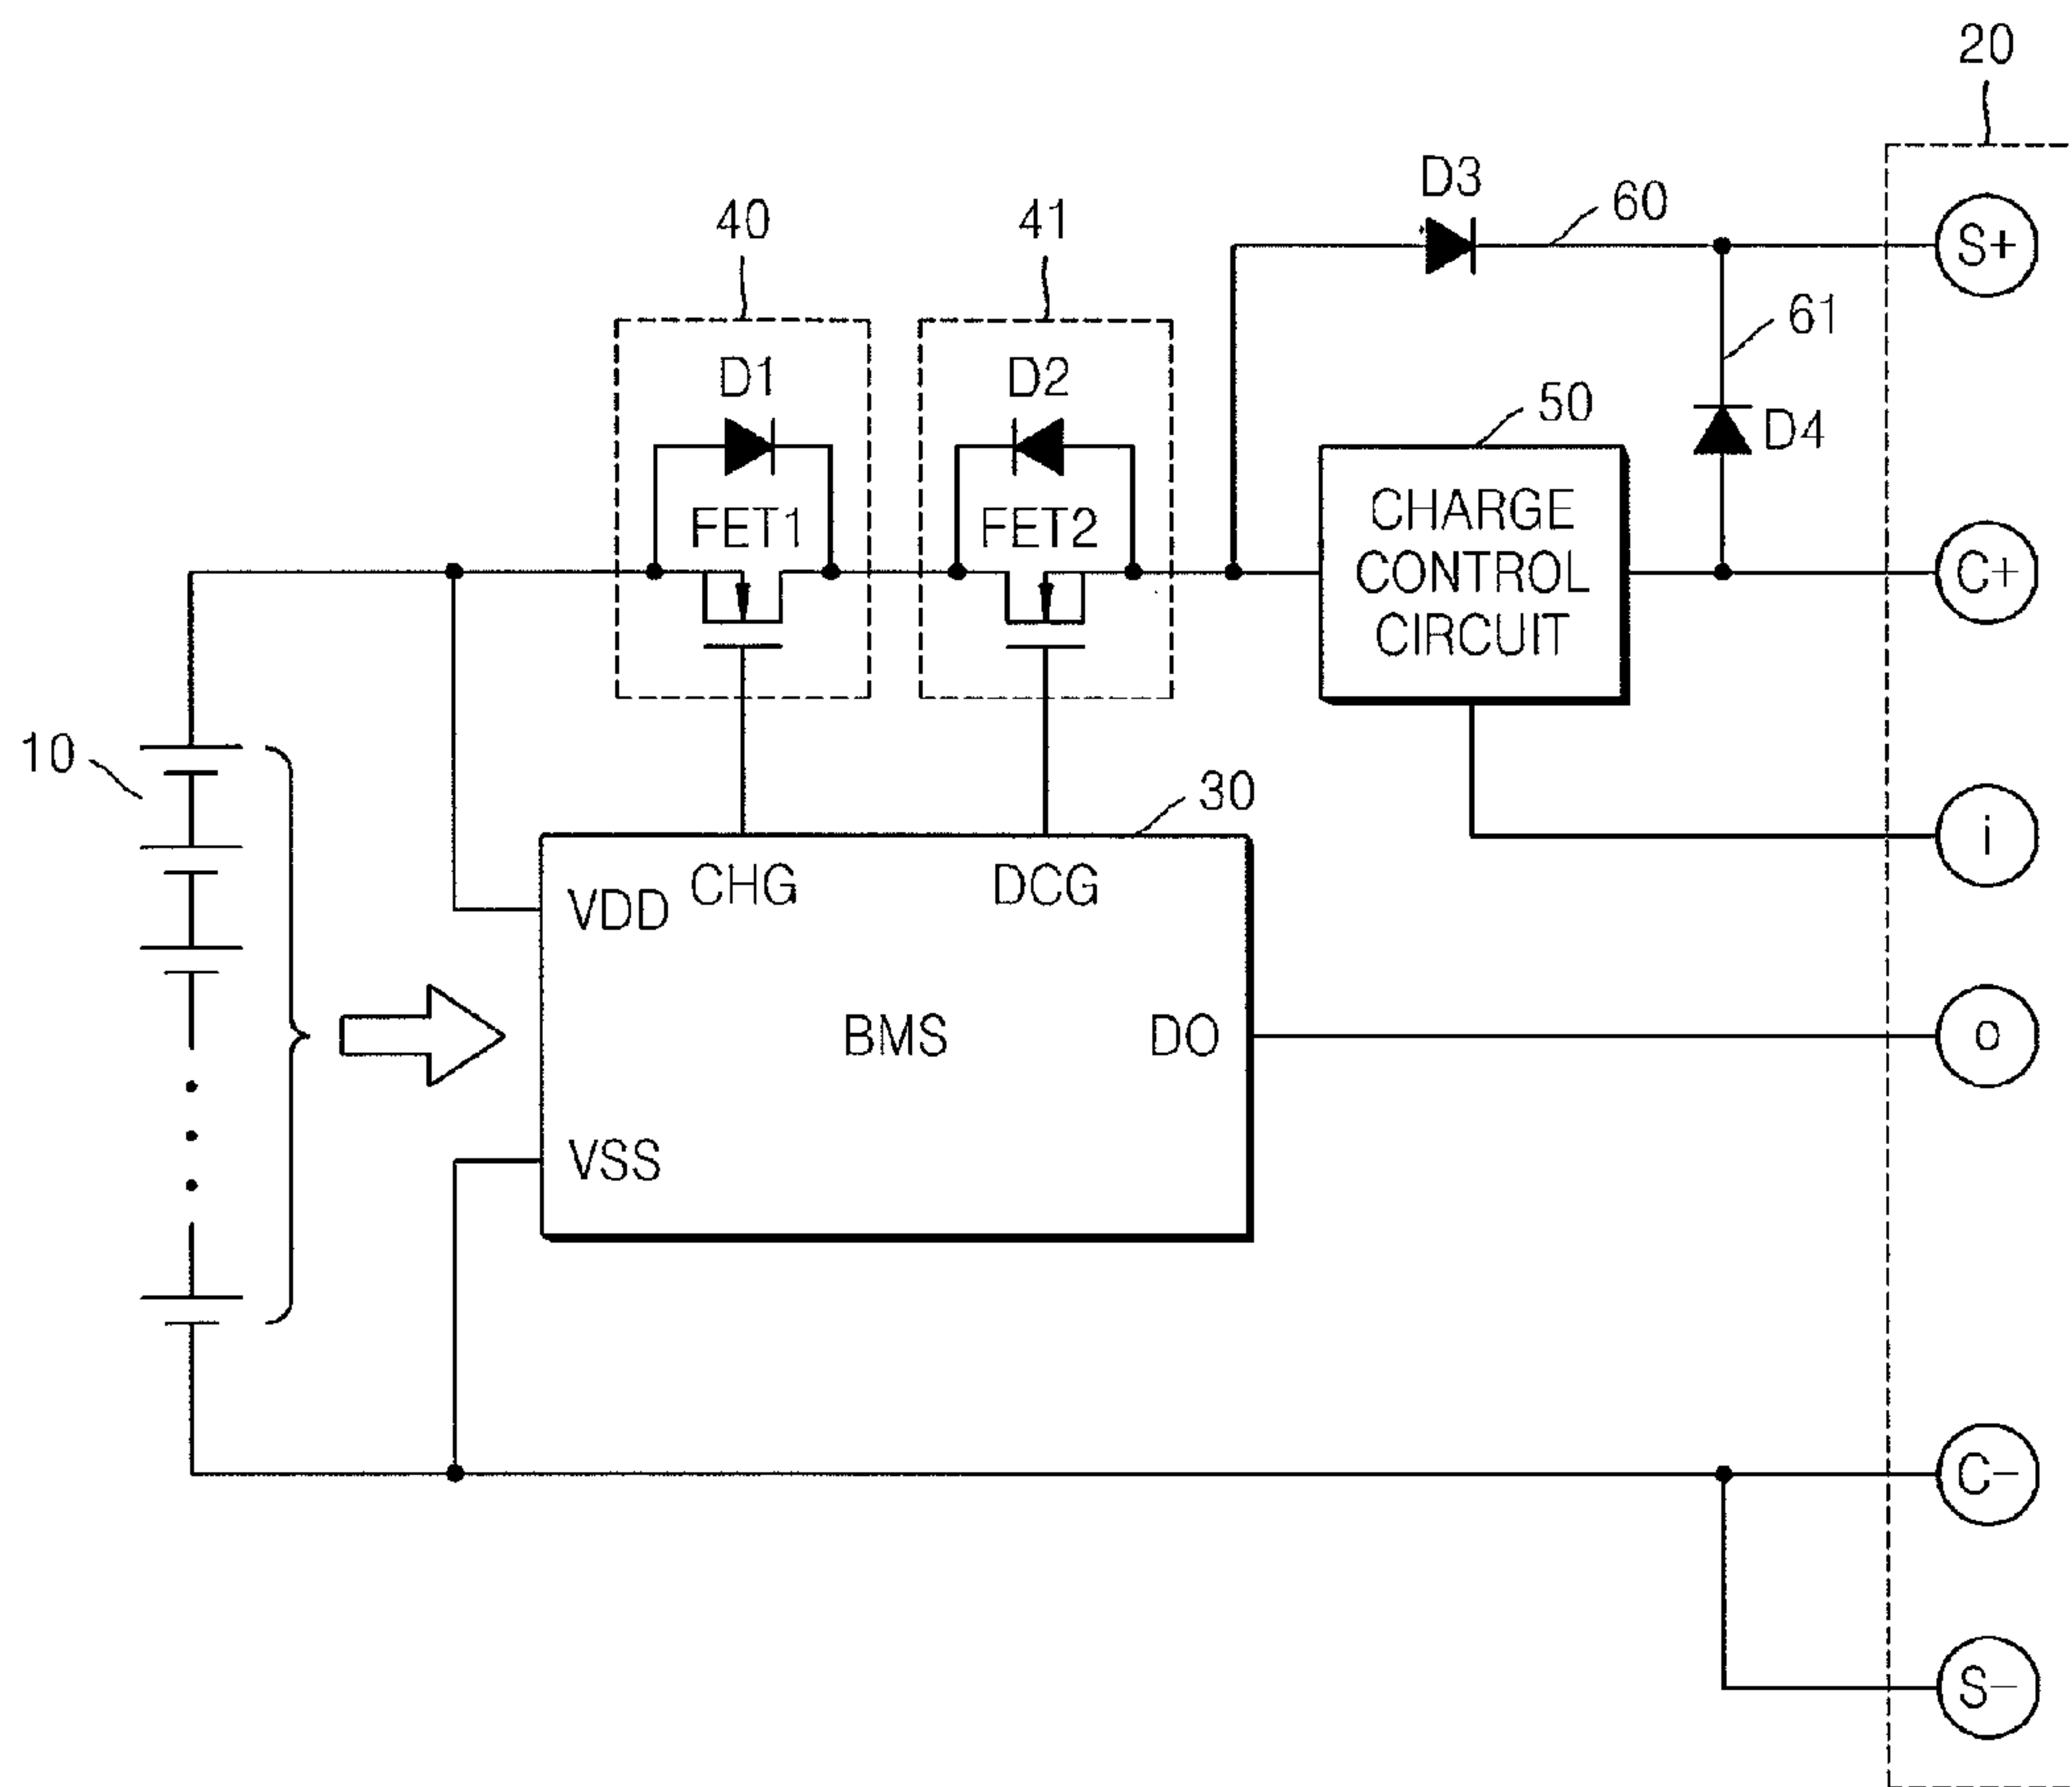 20
D3
60
S+
40
41
61
D1
D2
50
D4
FET1
FET2
CHARGE
CONTROL
CIRCUIT
C+
10
30
i
CHG
DCG
VDD
BMS
DO
o
VSS
C−
S−